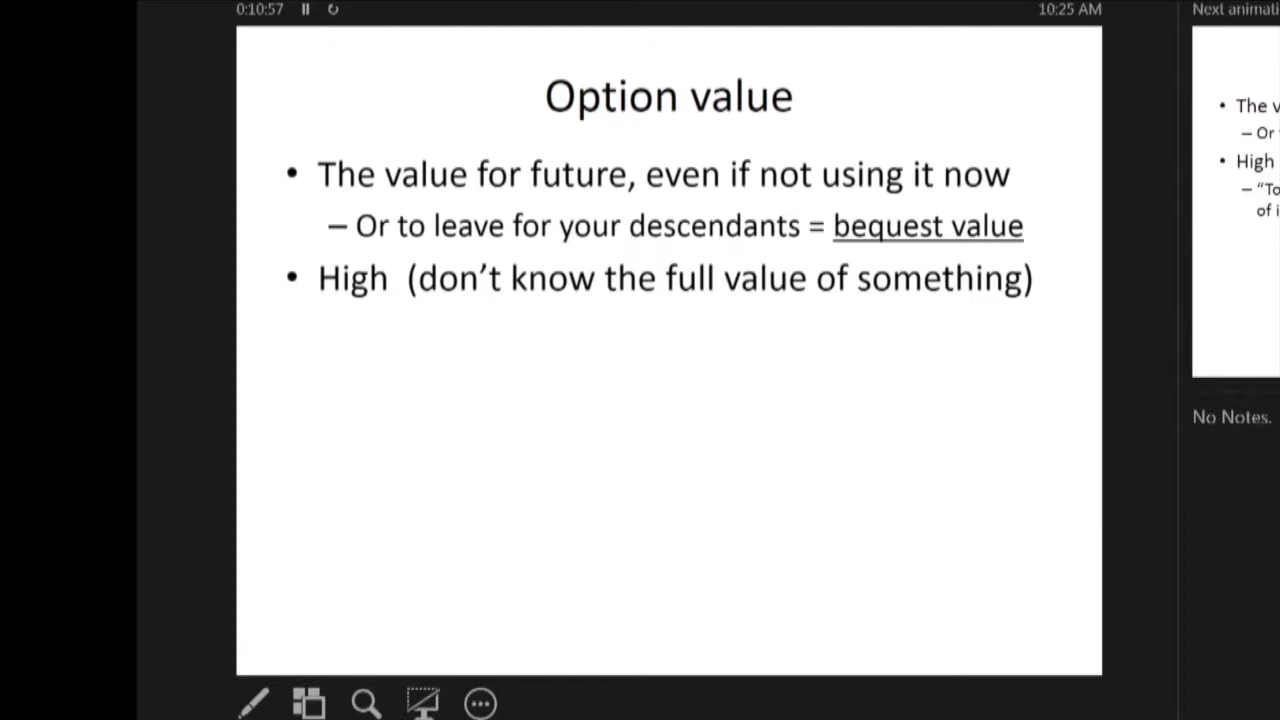 0:10:57
10:25 AM
Next animati
Option value
• The value for future, even if not using it now
– Or to leave for your descendants = bequest value
• High (don’t know the full value of something)
• The v
– Or
• High
– “To
of i
No Notes.